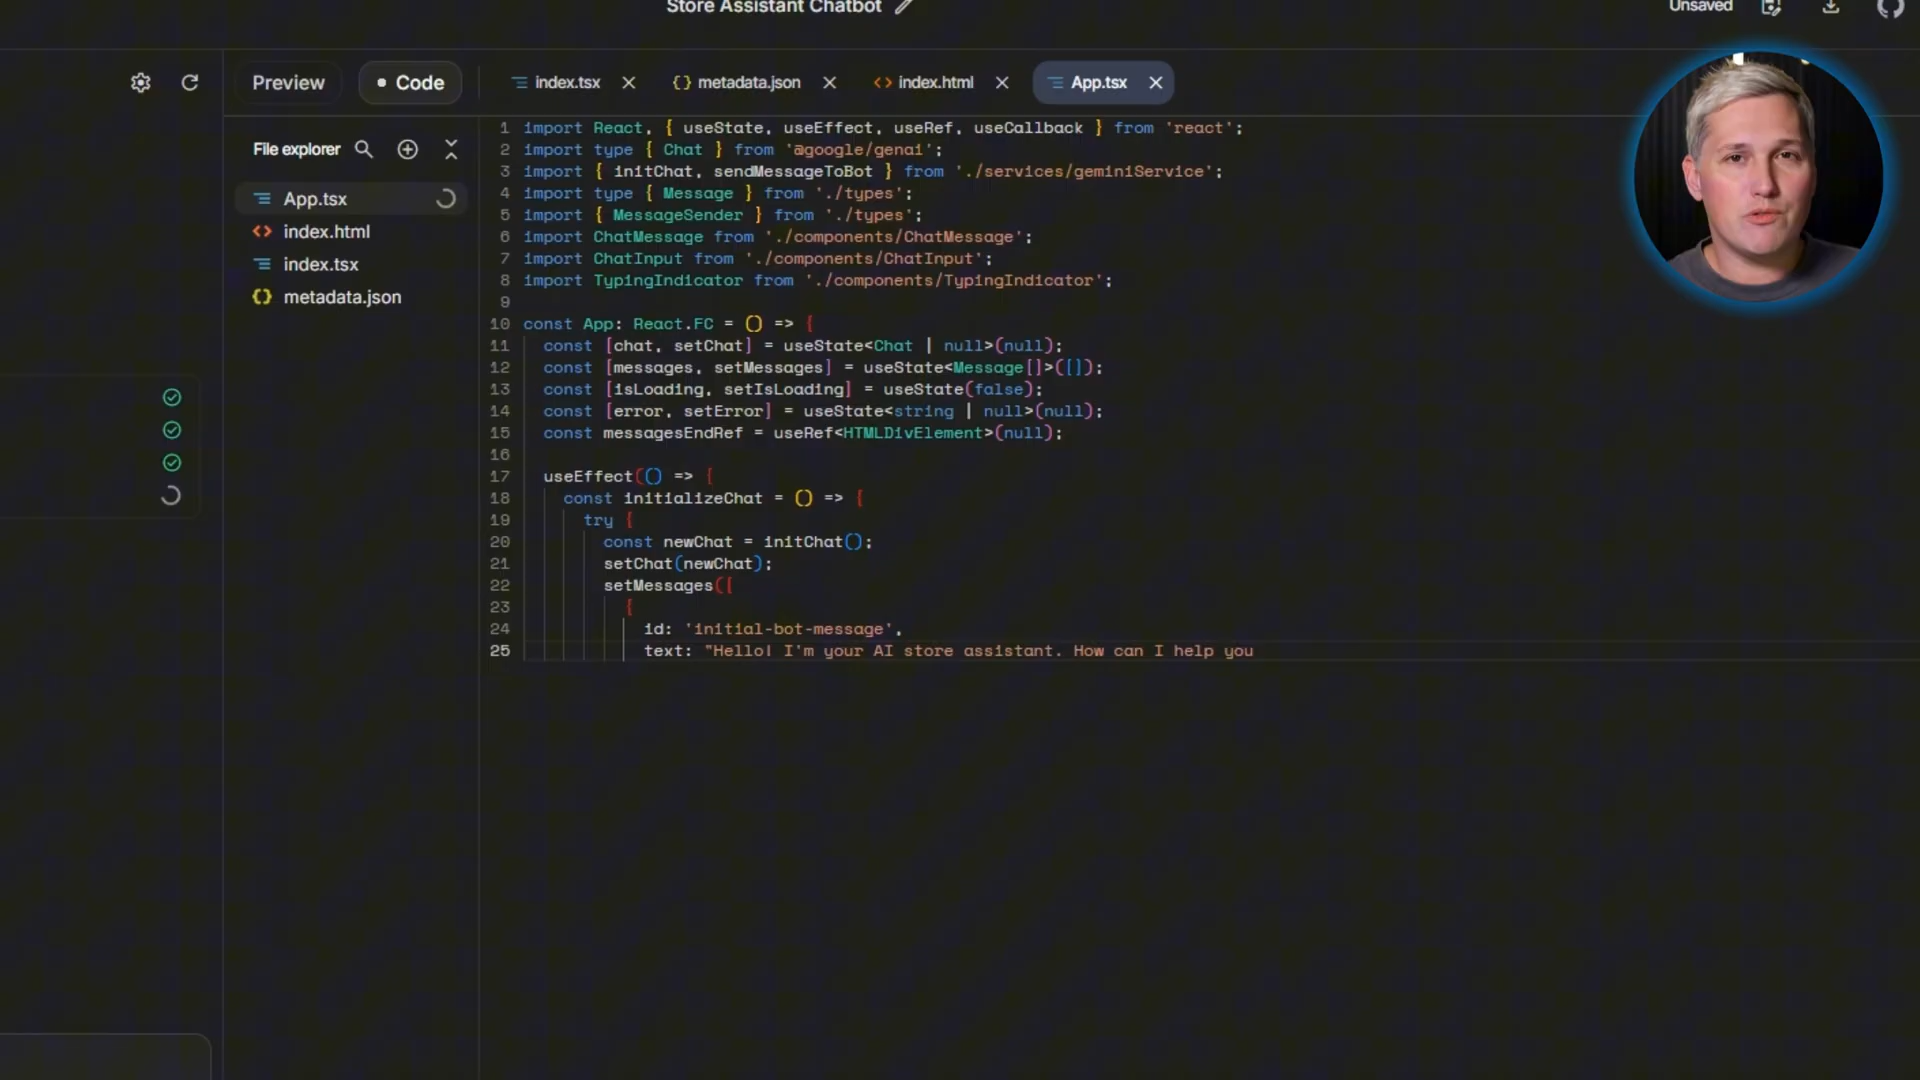 Store Assistant Chatbot
Unsaved
Preview
Code
index.tsx
metadata.json
index.html
App.tsx
File explorer
App.tsx
index.html
index.tsx
metadata.json
1 import React, { useState, useEffect, useRef, useCallback } from 'react';
2 import type { Chat } from '@google/genai';
3 import { initChat, sendMessageToBot } from './services/geminiService';
4 import type { Message } from './types';
5 import { MessageSender } from './types';
6 import ChatMessage from './components/ChatMessage';
7 import ChatInput from './components/ChatInput';
8 import TypingIndicator from './components/TypingIndicator';
9
10 const App: React.FC = () => {
11 const [chat, setChat] = useState<Chat | null>(null);
12 const [messages, setMessages] = useState<Message[]>([]);
13 const [isLoading, setIsLoading] = useState(false);
14 const [error, setError] = useState<string | null>(null);
15 const messagesEndRef = useRef<HTMLDivElement>(null);
16
17 useEffect(() => {
18 const initializeChat = () => {
19 try {
20 const newChat = initChat();
21 setChat(newChat);
22 setMessages([
23 {
24 id: 'initial-bot-message',
25 text: "Hello! I'm your AI store assistant. How can I help you